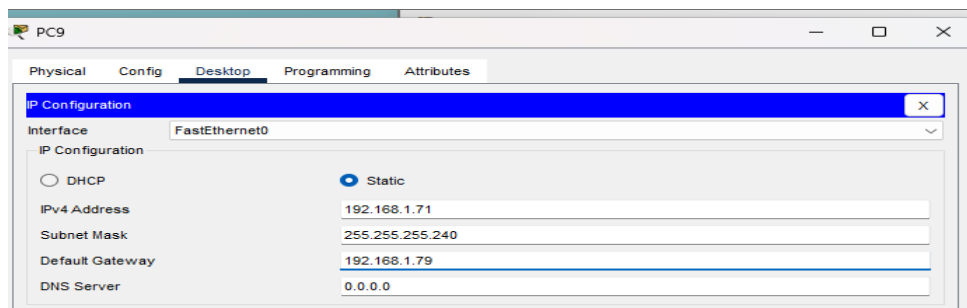 PC9
Physical Config Desktop Programming Attributes
IP Configuration X
Interface FastEthernet0
IP Configuration
DHCP Static
IPv4 Address 192.168.1.71
Subnet Mask 255.255.255.240
Default Gateway 192.168.1.79
DNS Server 0.0.0.0